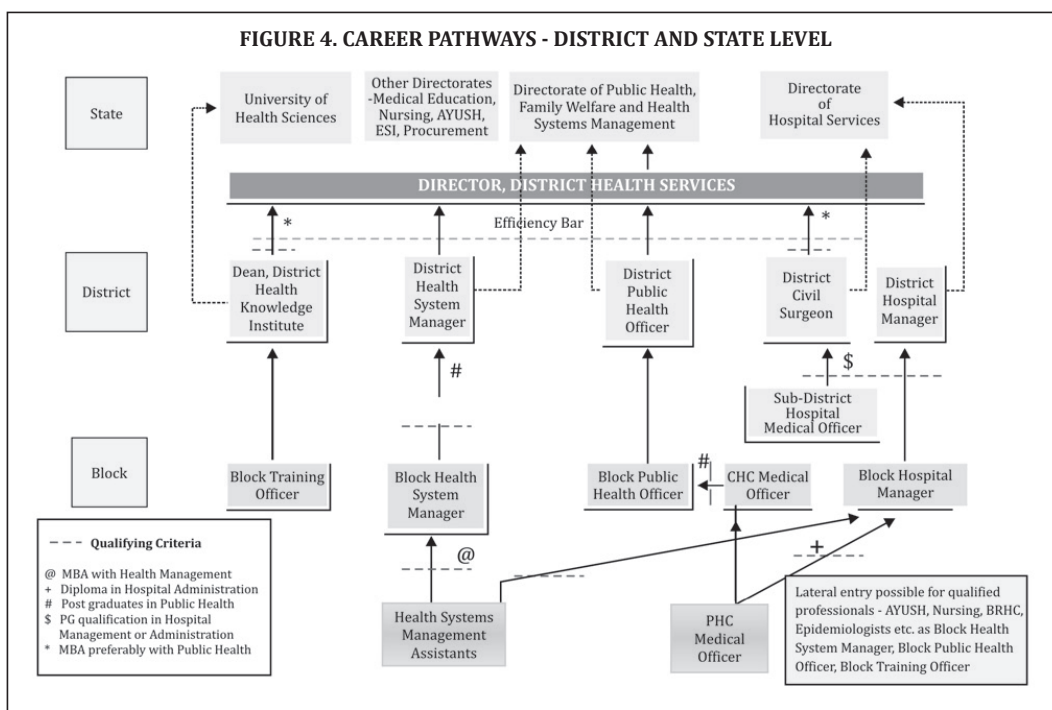 FIGURE 4. CAREER PATHWAYS - DISTRICT AND STATE LEVEL
State
University of
Health Sciences
Other Directorates
-Medical Education,
Nursing, AYUSH,
ESI, Procurement
Directorate of Public Health,
Family Welfare and Health
Systems Management
Directorate
of
Hospital Services
DIRECTOR, DISTRICT HEALTH SERVICES
*
Efficiency Bar
*
District
Dean, District
Health
Knowledge
Institute
District
Health
System
Manager
District
Public
Health
Officer
District
Civil
Surgeon
District
Hospital
Manager
#
$
Sub-District
Hospital
Medical Officer
Block
Block Training
Officer
Block Health
System
Manager
Block Public
Health Officer
#
CHC Medical
Officer
Block Hospital
Manager
@
+
Health Systems
Management
Assistants
PHC
Medical
Officer
--- Qualifying Criteria
@ MBA with Health Management
+ Diploma in Hospital Administration
# Post graduates in Public Health
$ PG qualification in Hospital
Management or Administration
* MBA preferably with Public Health
Lateral entry possible for qualified
professionals - AYUSH, Nursing, BRHC,
Epidemiologists etc. as Block Health
System Manager, Block Public Health
Officer, Block Training Officer